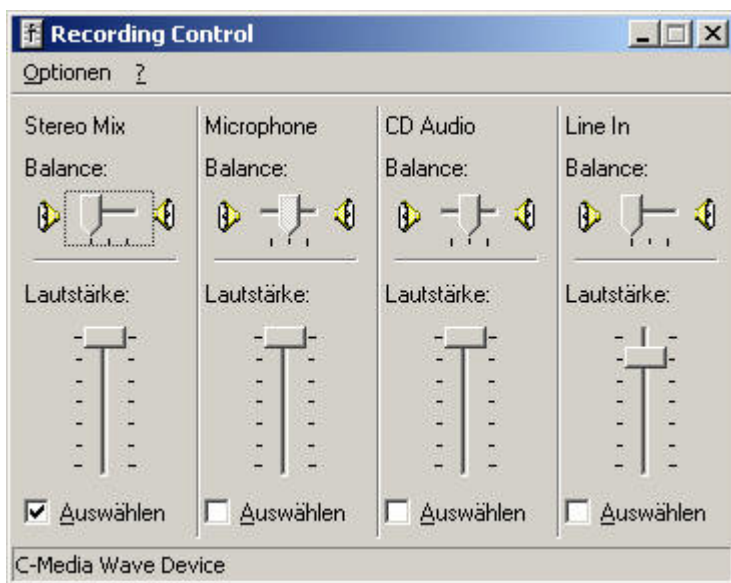 Recording Control
Optionen ?
Stereo Mix Microphone CD Audio Line In
Balance: Balance: Balance: Balance:
Lautstärke: Lautstärke: Lautstärke: Lautstärke:
Auswählen Auswählen Auswählen Auswählen
C-Media Wave Device